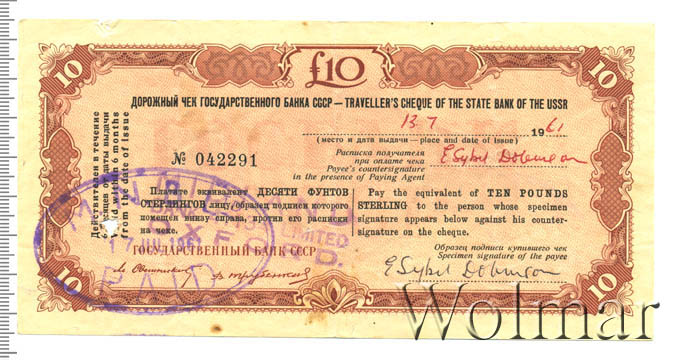 10 £10 10
ДОРОЖНЫЙ ЧЕК ГОСУДАРСТВЕННОГО БАНКА СССР — TRAVELLER'S CHEQUE OF THE STATE BANK OF THE USSR
13 7 1961
(место и дата выдачи — place and date of issue)
Действителен в течение
6 месяцев от даты выдачи
Valid within 6 months
from the date of issue
№ 042291
Расписка получателя
при оплате чека
Payee's countersignature
in the presence of Paying Agent
E Sybil Dobinson
Платите эквивалент ДЕСЯТИ ФУНТОВ
СТЕРЛИНГОВ лицу, образец подписи которого
помещен внизу справа, против его расписки
на чеке.
ГОСУДАРСТВЕННЫЙ БАНК СССР
Pay the equivalent of TEN POUNDS
STERLING to the person whose specimen
signature appears below against his counter-
signature on the cheque.
Образец подписи купившего чек
Specimen signature of the payee
E Sybil Dobinson
LIMITED
PAID
10 10
Wolmar